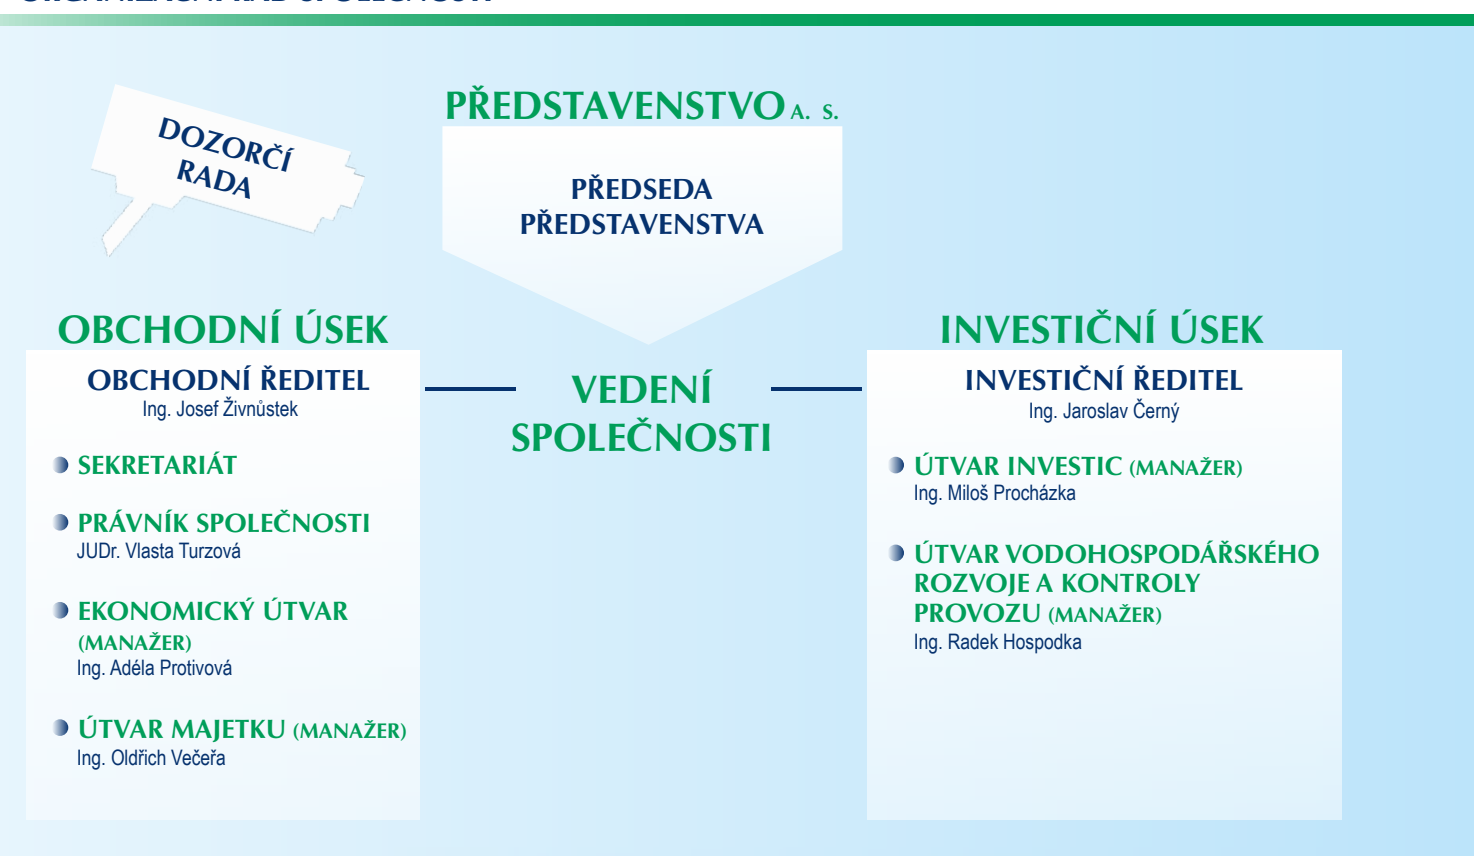 DOZORČÍ
RADA
PŘEDSTAVENSTVO A. S.
PŘEDSEDA
PŘEDSTAVENSTVA
OBCHODNÍ ÚSEK
OBCHODNÍ ŘEDITEL
Ing. Josef Živnůstek
SEKRETARIÁT
PRÁVNÍK SPOLEČNOSTI
JUDr. Vlasta Turzová
EKONOMICKÝ ÚTVAR
(MANAŽER)
Ing. Adéla Protivová
ÚTVAR MAJETKU (MANAŽER)
Ing. Oldřich Večeřa
VEDENÍ
SPOLEČNOSTI
INVESTIČNÍ ÚSEK
INVESTIČNÍ ŘEDITEL
Ing. Jaroslav Černý
ÚTVAR INVESTIC (MANAŽER)
Ing. Miloš Procházka
ÚTVAR VODOHOSPODÁŘSKÉHO
ROZVOJE A KONTROLY
PROVOZU (MANAŽER)
Ing. Radek Hospodka